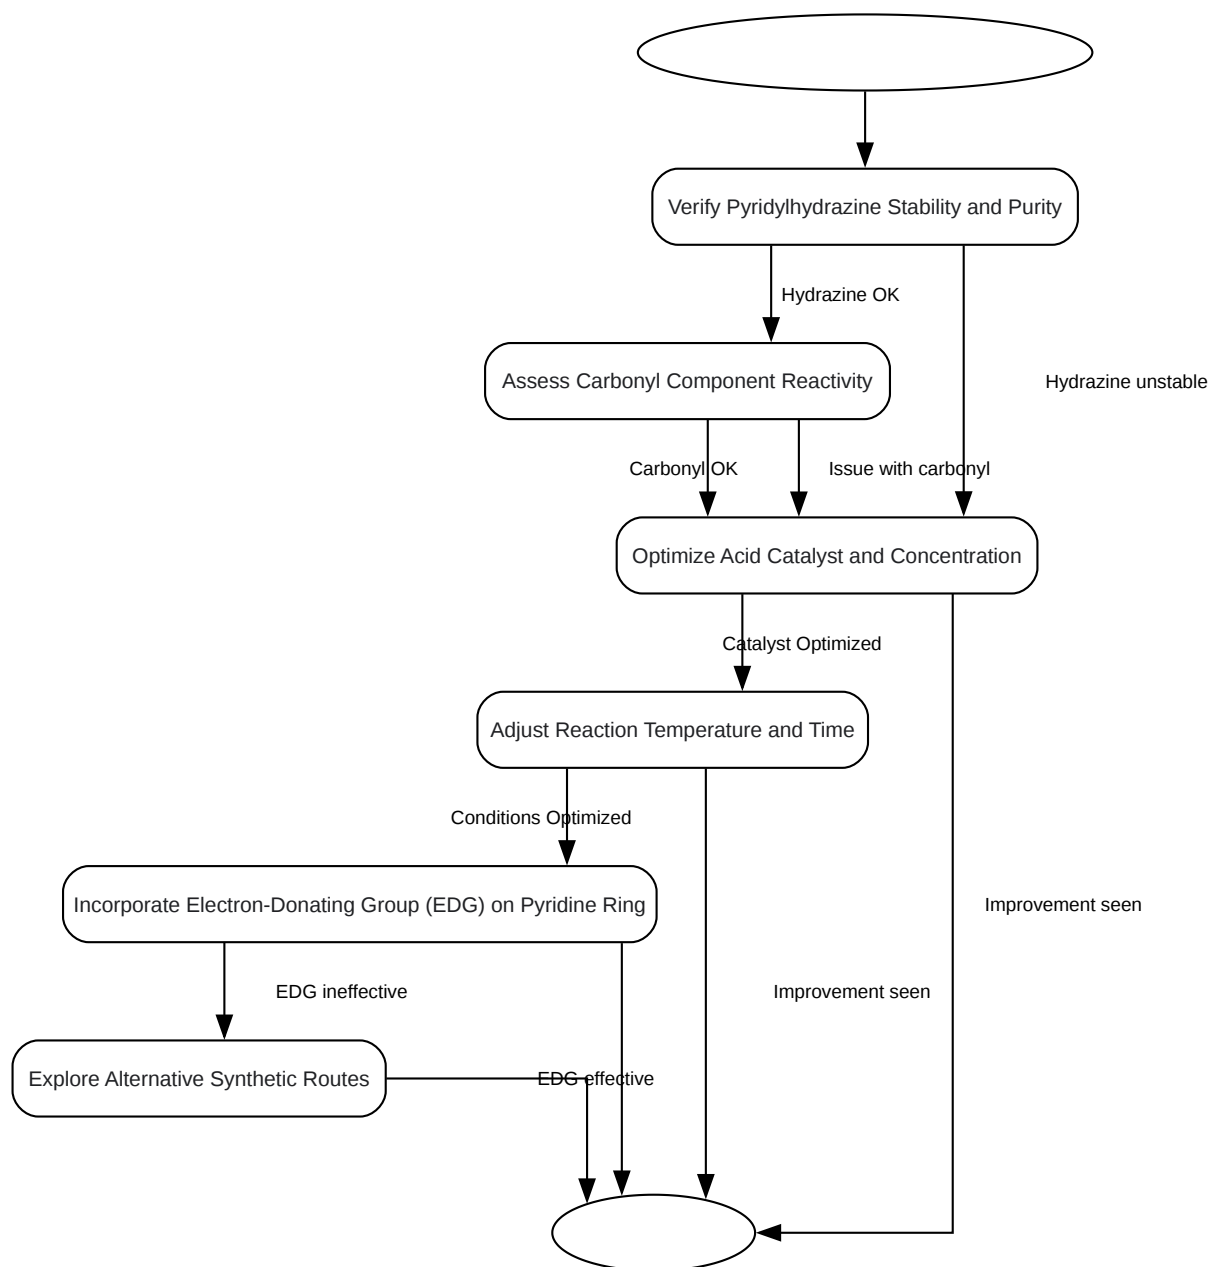 Verify Pyridylhydrazine Stability and Purity
Hydrazine OK
Assess Carbonyl Component Reactivity
Hydrazine unstable
Carbonyl OK
Issue with carbonyl
Optimize Acid Catalyst and Concentration
Catalyst Optimized
Adjust Reaction Temperature and Time
Conditions Optimized
Incorporate Electron-Donating Group (EDG) on Pyridine Ring
Improvement seen
EDG ineffective
Improvement seen
Explore Alternative Synthetic Routes
EDG effective